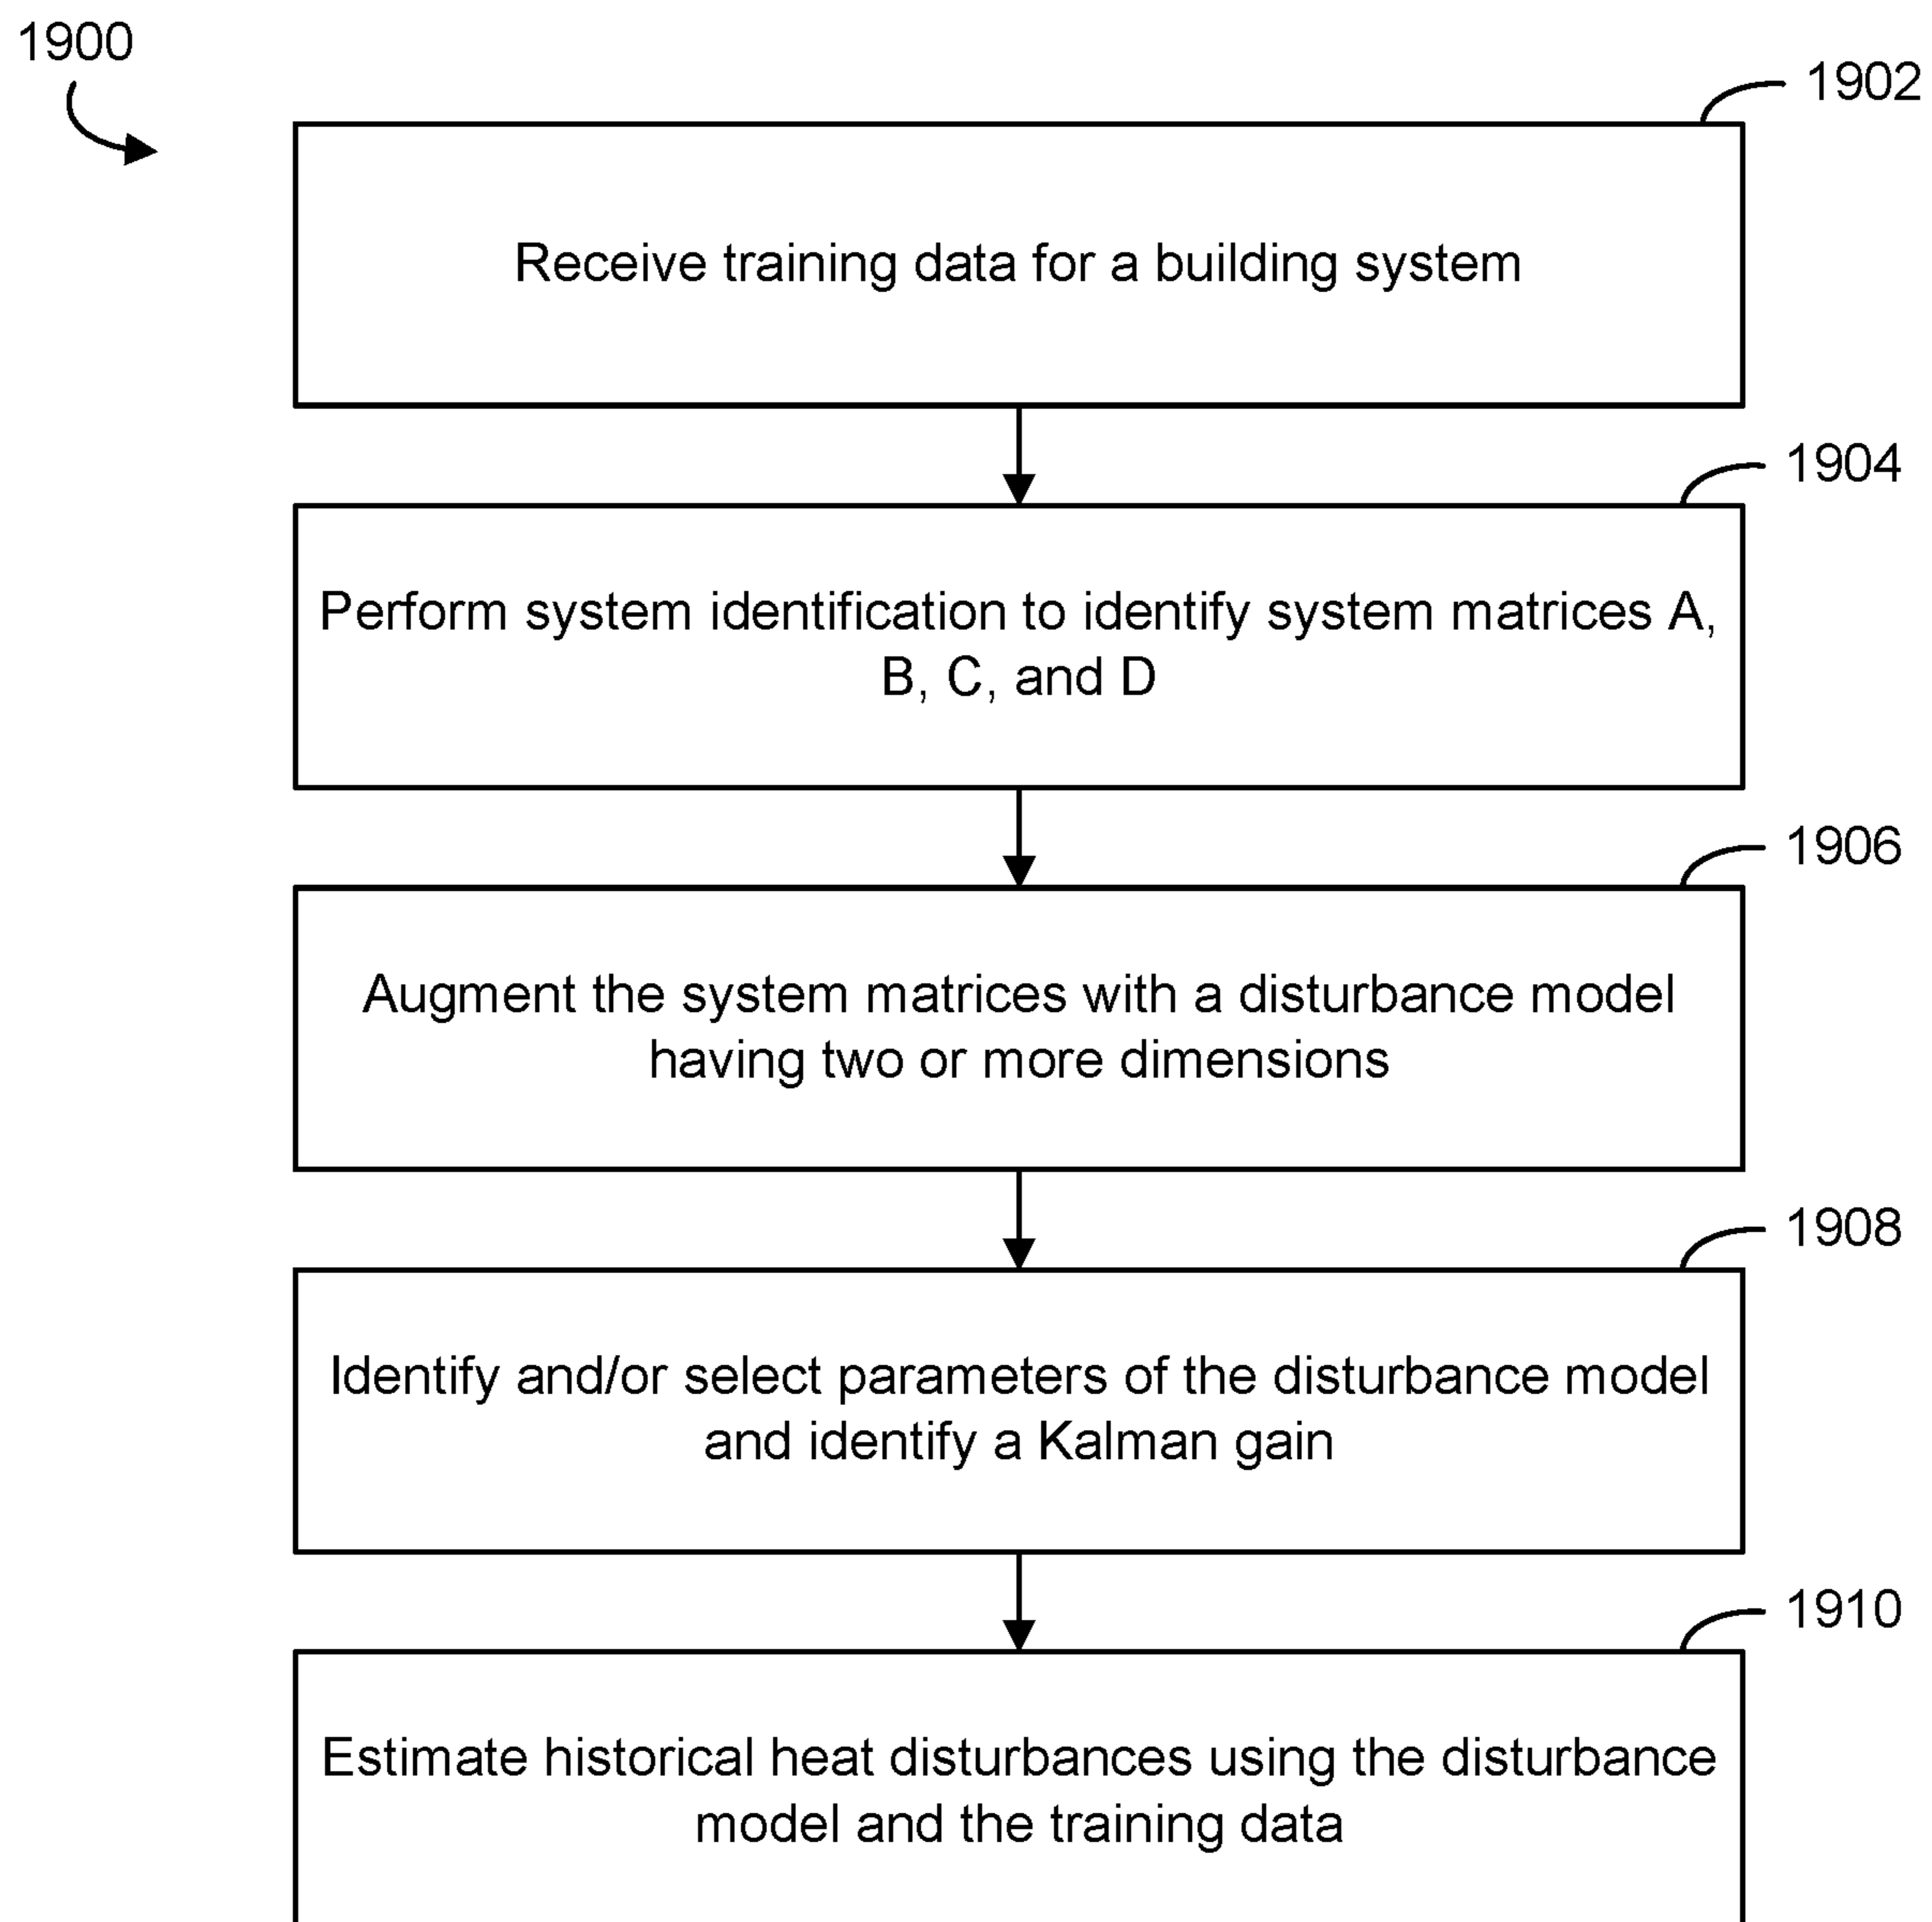 1900
1902
Receive training data for a building system
1904
Perform system identification to identify system matrices A,
B, C, and D
1906
Augment the system matrices with a disturbance model
having two or more dimensions
1908
Identify and/or select parameters of the disturbance model
and identify a Kalman gain
1910
Estimate historical heat disturbances using the disturbance
model and the training data